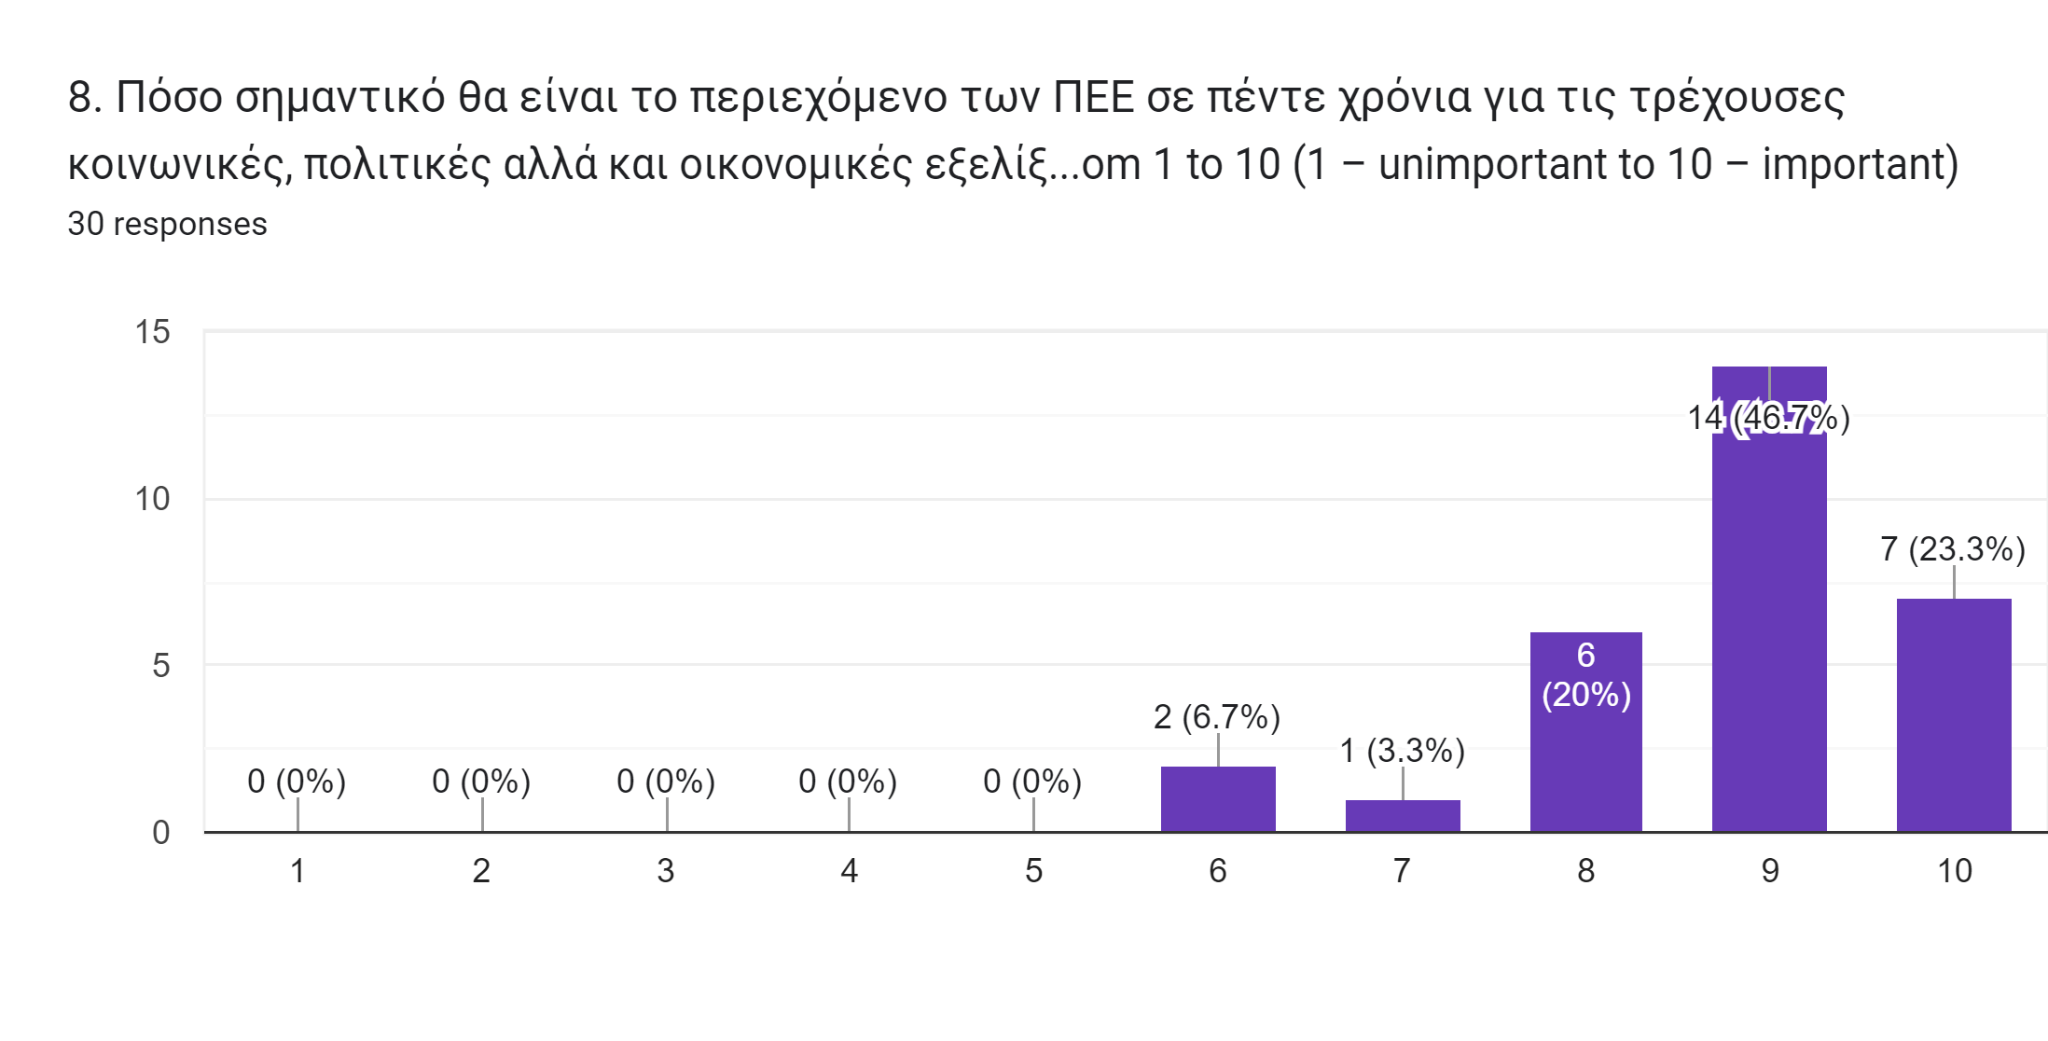 8. Πόσο σημαντικό θα είναι το περιεχόμενο των ΠΕΕ σε πέντε χρόνια για τις τρέχουσες
κοινωνικές, πολιτικές αλλά και οικονομικές εξελίξ...om 1 to 10 (1 – unimportant to 10 – important)
30 responses
15
14 (46.7%)
10
7 (23.3%)
5
6
(20%)
2 (6.7%)
1 (3.3%)
0 (0%) 0 (0%) 0 (0%) 0 (0%) 0 (0%)
0
1 2 3 4 5 6 7 8 9 10